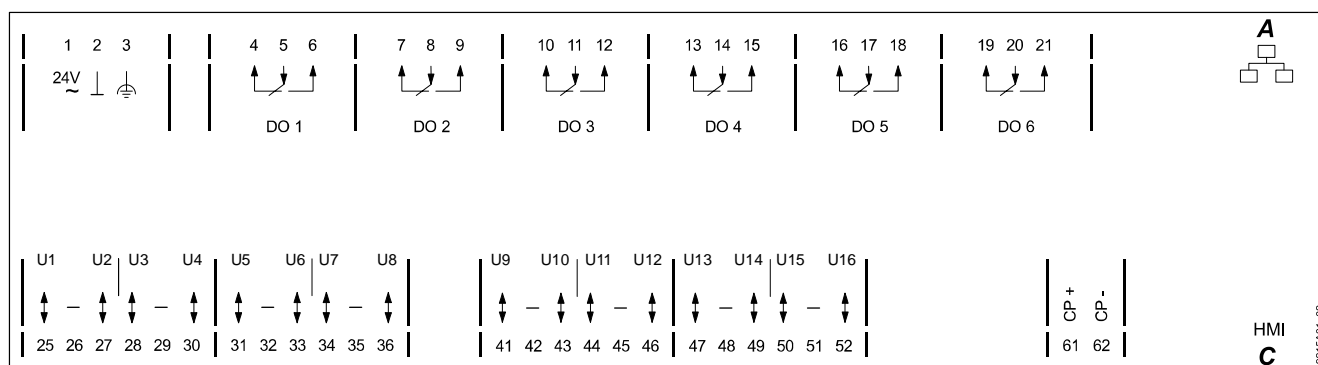 A
1 2 3 4 5 6 7 8 9 10 11 12 13 14 15 16 17 18 19 20 21
24V
~
DO 1 DO 2 DO 3 DO 4 DO 5 DO 6
U1 U2 U3 U4 U5 U6 U7 U8 U9 U10 U11 U12 U13 U14 U15 U16
– – – – – – – –
CP + CP -
25 26 27 28 29 30 31 32 33 34 35 36 41 42 43 44 45 46 47 48 49 50 51 52 61 62
HMI
C